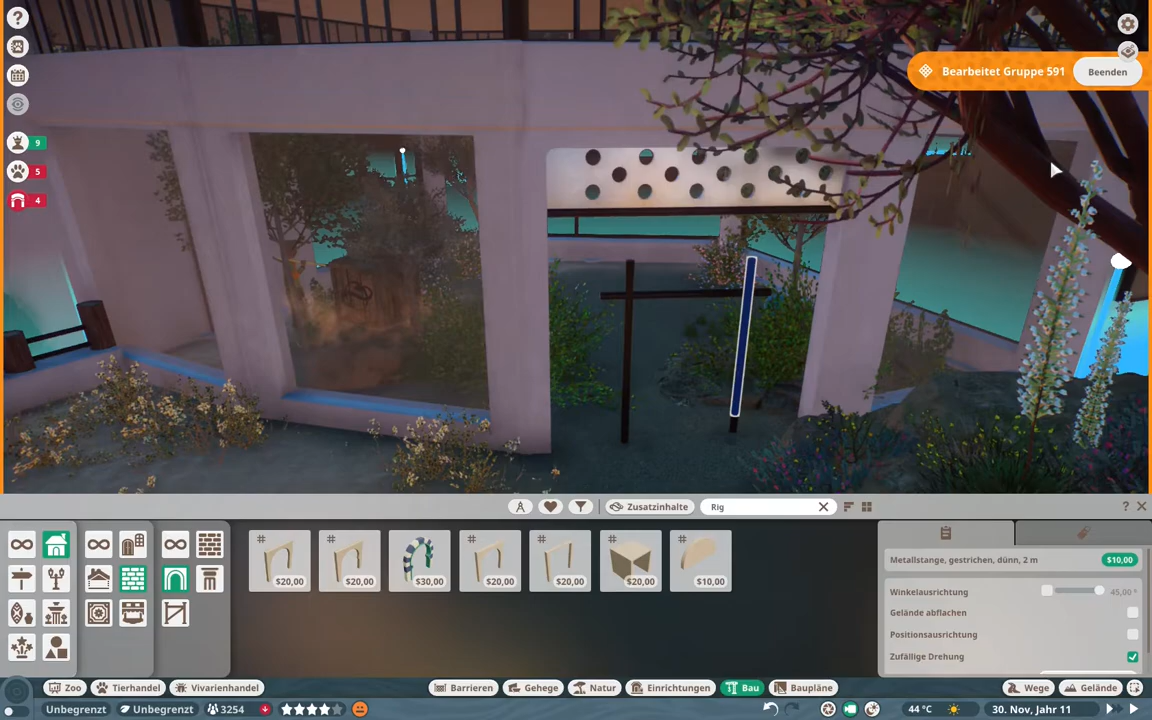 ?
Bearbeitet Gruppe 591
Beenden
9
5
4
Zusatzinhalte
Rig
?
$20,00
$20,00
$30,00
$20,00
$20,00
$20,00
$10,00
Metallstange, gestrichen, dünn, 2 m
$10,00
Winkelausrichtung
45,00 °
Gelände abflachen
Positionsausrichtung
Zufällige Drehung
Zoo
Tierhandel
Vivarienhandel
Barrieren
Gehege
Natur
Einrichtungen
Bau
Baupläne
Wege
Gelände
Unbegrenzt
Unbegrenzt
3254
44 °C
30. Nov, Jahr 11